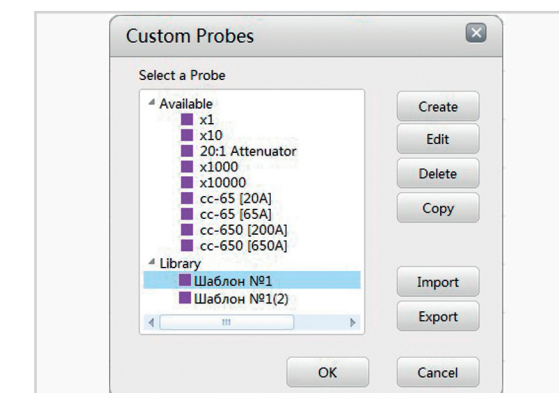 Custom Probes
Select a Probe
Available
x1
x10
20:1 Attenuator
x1000
x10000
cc-65 [20A]
cc-65 [65A]
cc-650 [200A]
cc-650 [650A]
Library
Шаблон №1
Шаблон №1(2)
Create
Edit
Delete
Copy
Import
Export
OK
Cancel